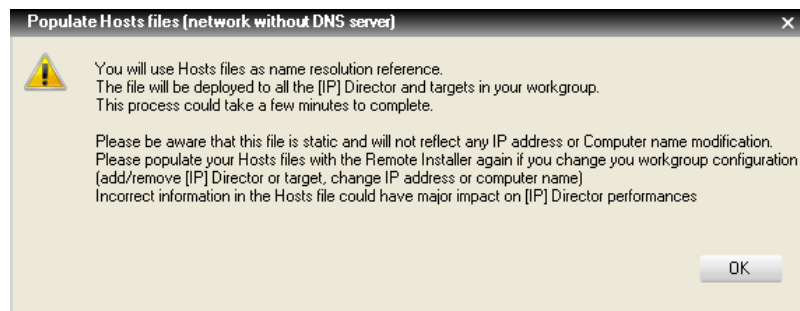 Populate Hosts files (network without DNS server)
You will use Hosts files as name resolution reference.
The file will be deployed to all the [IP] Director and targets in your workgroup.
This process could take a few minutes to complete.
Please be aware that this file is static and will not reflect any IP address or Computer name modification.
Please populate your Hosts files with the Remote Installer again if you change you workgroup configuration
(add/remove [IP] Director or target, change IP address or computer name)
Incorrect information in the Hosts file could have major impact on [IP] Director performances
OK